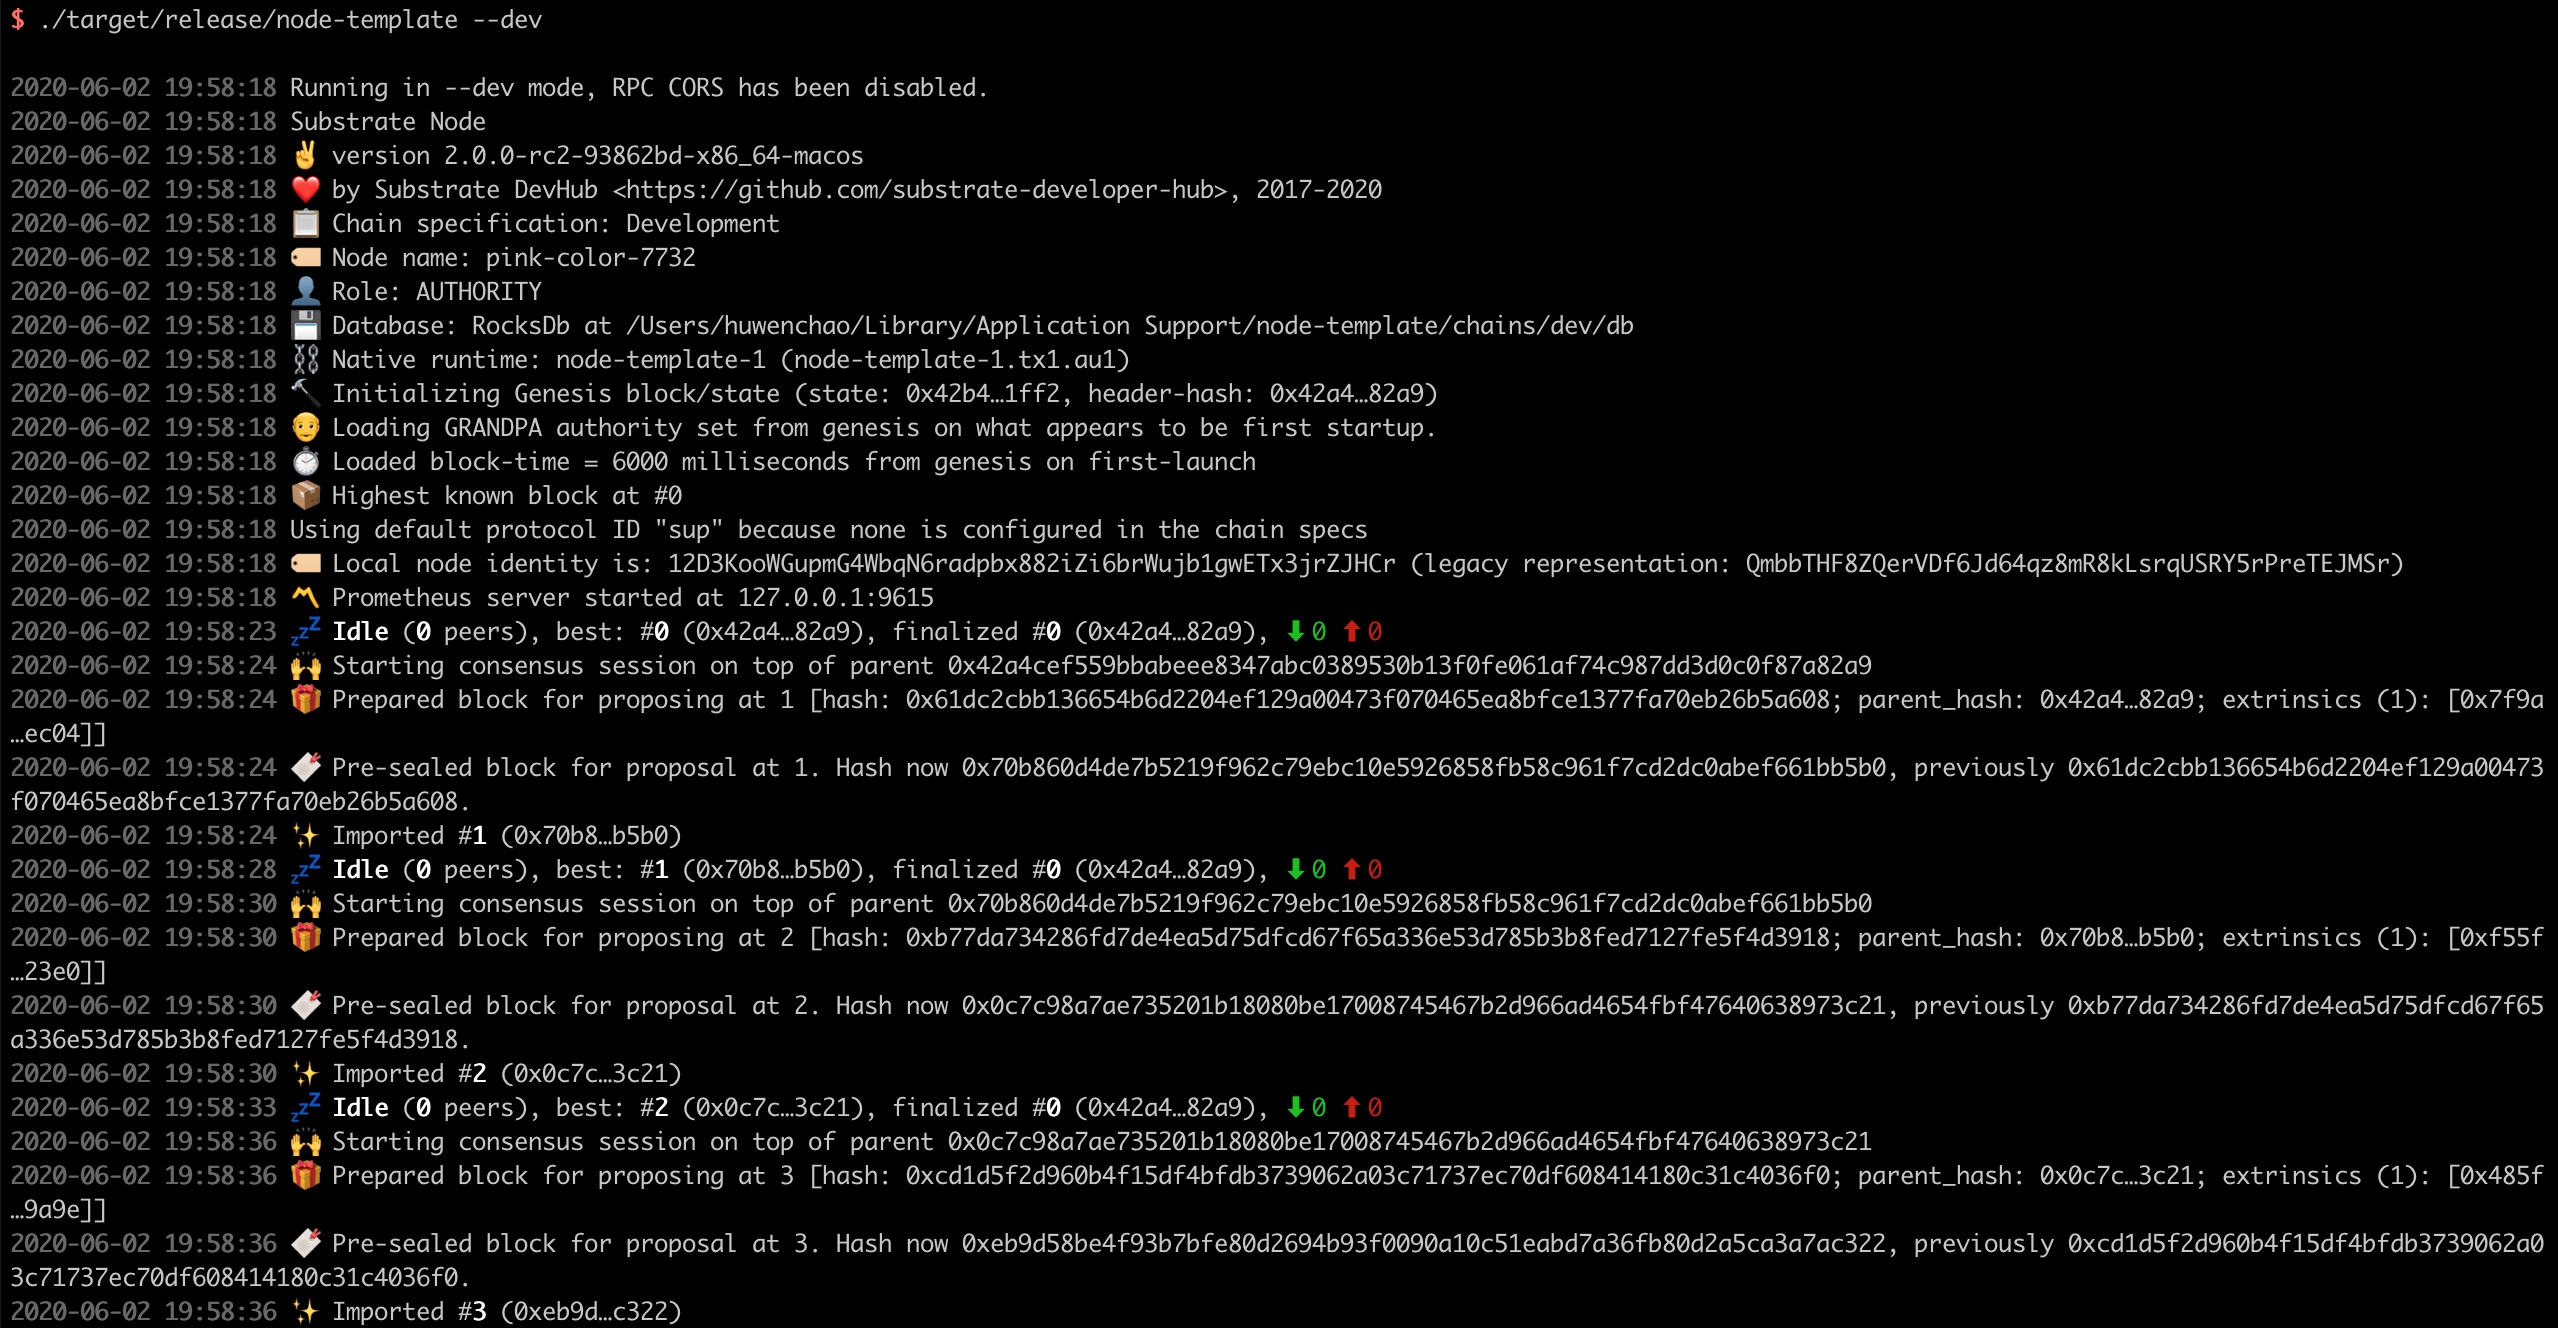 $ ./target/release/node-template --dev
2020-06-02 19:58:18 Running in --dev mode, RPC CORS has been disabled.
2020-06-02 19:58:18 Substrate Node
2020-06-02 19:58:18 ✌️ version 2.0.0-rc2-93862bd-x86_64-macos
2020-06-02 19:58:18 ❤️ by Substrate DevHub <https://github.com/substrate-developer-hub>, 2017-2020
2020-06-02 19:58:18 📋 Chain specification: Development
2020-06-02 19:58:18 🏷 Node name: pink-color-7732
2020-06-02 19:58:18 👤 Role: AUTHORITY
2020-06-02 19:58:18 💾 Database: RocksDb at /Users/huwenchao/Library/Application Support/node-template/chains/dev/db
2020-06-02 19:58:18 ⛓ Native runtime: node-template-1 (node-template-1.tx1.au1)
2020-06-02 19:58:18 🔨 Initializing Genesis block/state (state: 0x42b4…1ff2, header-hash: 0x42a4…82a9)
2020-06-02 19:58:18 👴 Loading GRANDPA authority set from genesis on what appears to be first startup.
2020-06-02 19:58:18 ⏱ Loaded block-time = 6000 milliseconds from genesis on first-launch
2020-06-02 19:58:18 📦 Highest known block at #0
2020-06-02 19:58:18 Using default protocol ID "sup" because none is configured in the chain specs
2020-06-02 19:58:18 🏷 Local node identity is: 12D3KooWGupmG4WbqN6radpbx882iZi6brWujb1gwETx3jrZJHCr (legacy representation: QmbbTHF8ZQerVDf6Jd64qz8mR8kLsrqUSRY5rPreTEJMSr)
2020-06-02 19:58:18 〽️ Prometheus server started at 127.0.0.1:9615
2020-06-02 19:58:23 💤 Idle (0 peers), best: #0 (0x42a4…82a9), finalized #0 (0x42a4…82a9), ⬇ 0 ⬆ 0
2020-06-02 19:58:24 🙌 Starting consensus session on top of parent 0x42a4cef559bbabeee8347abc0389530b13f0fe061af74c987dd3d0c0f87a82a9
2020-06-02 19:58:24 🎁 Prepared block for proposing at 1 [hash: 0x61dc2cbb136654b6d2204ef129a00473f070465ea8bfce1377fa70eb26b5a608; parent_hash: 0x42a4…82a9; extrinsics (1): [0x7f9a
…ec04]]
2020-06-02 19:58:24 🔖 Pre-sealed block for proposal at 1. Hash now 0x70b860d4de7b5219f962c79ebc10e5926858fb58c961f7cd2dc0abef661bb5b0, previously 0x61dc2cbb136654b6d2204ef129a00473
f070465ea8bfce1377fa70eb26b5a608.
2020-06-02 19:58:24 ✨ Imported #1 (0x70b8…b5b0)
2020-06-02 19:58:28 💤 Idle (0 peers), best: #1 (0x70b8…b5b0), finalized #0 (0x42a4…82a9), ⬇ 0 ⬆ 0
2020-06-02 19:58:30 🙌 Starting consensus session on top of parent 0x70b860d4de7b5219f962c79ebc10e5926858fb58c961f7cd2dc0abef661bb5b0
2020-06-02 19:58:30 🎁 Prepared block for proposing at 2 [hash: 0xb77da734286fd7de4ea5d75dfcd67f65a336e53d785b3b8fed7127fe5f4d3918; parent_hash: 0x70b8…b5b0; extrinsics (1): [0xf55f
…23e0]]
2020-06-02 19:58:30 🔖 Pre-sealed block for proposal at 2. Hash now 0x0c7c98a7ae735201b18080be17008745467b2d966ad4654fbf47640638973c21, previously 0xb77da734286fd7de4ea5d75dfcd67f65
a336e53d785b3b8fed7127fe5f4d3918.
2020-06-02 19:58:30 ✨ Imported #2 (0x0c7c…3c21)
2020-06-02 19:58:33 💤 Idle (0 peers), best: #2 (0x0c7c…3c21), finalized #0 (0x42a4…82a9), ⬇ 0 ⬆ 0
2020-06-02 19:58:36 🙌 Starting consensus session on top of parent 0x0c7c98a7ae735201b18080be17008745467b2d966ad4654fbf47640638973c21
2020-06-02 19:58:36 🎁 Prepared block for proposing at 3 [hash: 0xcd1d5f2d960b4f15df4bfdb3739062a03c71737ec70df608414180c31c4036f0; parent_hash: 0x0c7c…3c21; extrinsics (1): [0x485f
…9a9e]]
2020-06-02 19:58:36 🔖 Pre-sealed block for proposal at 3. Hash now 0xeb9d58be4f93b7bfe80d2694b93f0090a10c51eabd7a36fb80d2a5ca3a7ac322, previously 0xcd1d5f2d960b4f15df4bfdb3739062a0
3c71737ec70df608414180c31c4036f0.
2020-06-02 19:58:36 ✨ Imported #3 (0xeb9d…c322)